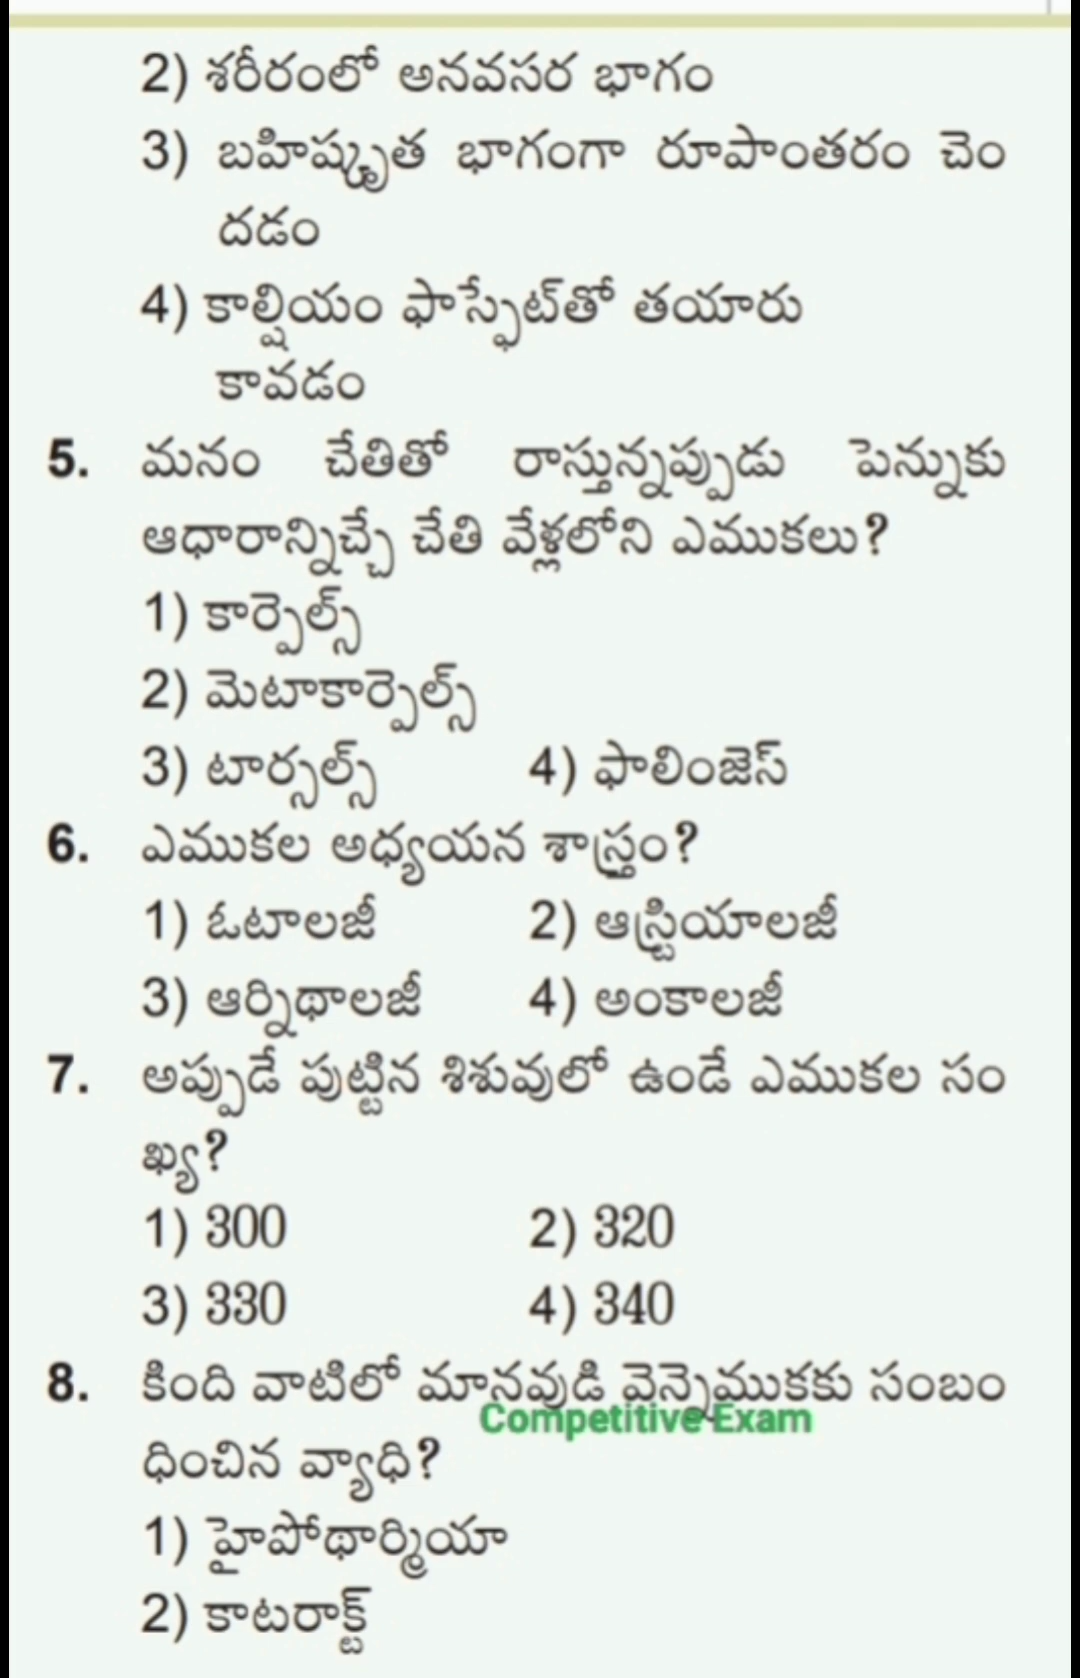 2) శరీరంలో అనవసర భాగం
3) బహిష్కృత భాగంగా రూపాంతరం చెం
దడం
4) కాల్షియం ఫాస్ఫేట్‌తో తయారు
కావడం
5. మనం చేతితో రాస్తున్నప్పుడు పెన్నుకు
ఆధారాన్నిచ్చే చేతి వేళ్లలోని ఎముకలు?
1) కార్పెల్స్
2) మెటాకార్పెల్స్
3) టార్సల్స్ 4) ఫాలింజెస్
6. ఎముకల అధ్యయన శాస్త్రం?
1) ఓటాలజీ 2) ఆస్ట్రియాలజీ
3) ఆర్నిథాలజీ 4) అంకాలజీ
7. అప్పుడే పుట్టిన శిశువులో ఉండే ఎముకల సం
ఖ్య?
1) 300 2) 320
3) 330 4) 340
8. కింది వాటిలో మానవుడి వెన్నెముకకు సంబం
Competitive Exam
ధించిన వ్యాధి?
1) హైపోథార్మియా
2) కాటరాక్ట్